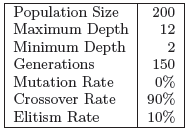 Population Size 200
Maximum Depth 12
Minimum Depth 2
Generations 150
Mutation Rate 0%
Crossover Rate 90%
Elitism Rate 10%